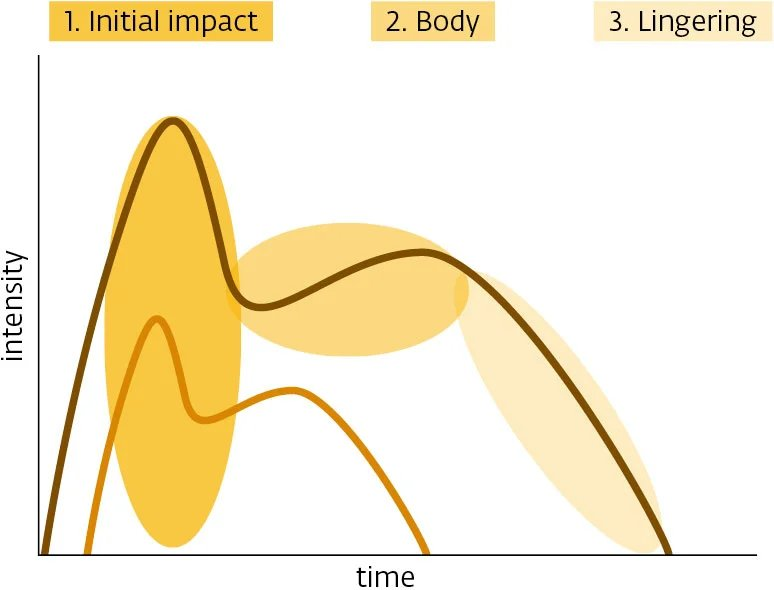 1. Initial impact
2. Body
3. Lingering
intensity
time